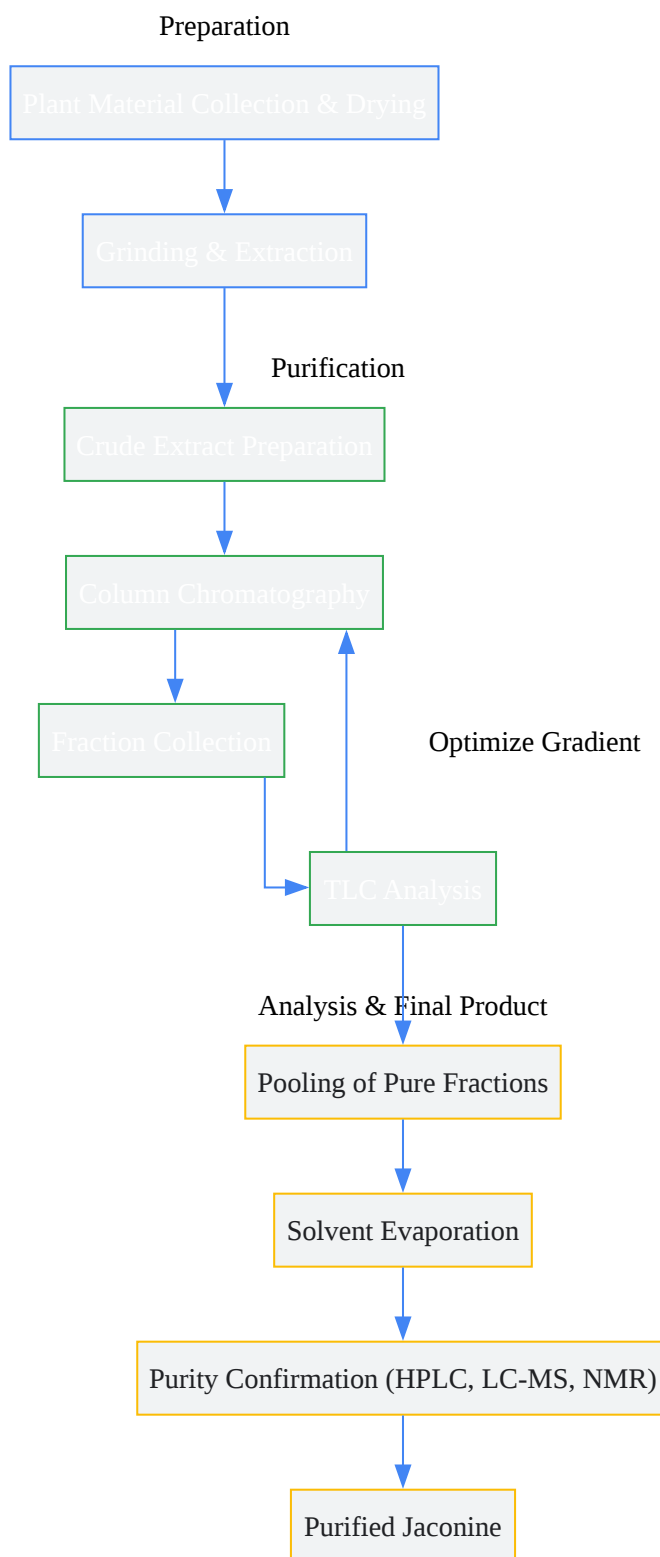 Preparation
Plant Material Collection & Drying
Grinding & Extraction
Purification
Crude Extract Preparation
Column Chromatography
Fraction Collection
Optimize Gradient
TLC Analysis
Analysis & Final Product
Pooling of Pure Fractions
Solvent Evaporation
Purity Confirmation (HPLC, LC-MS, NMR)
Purified Jaconine